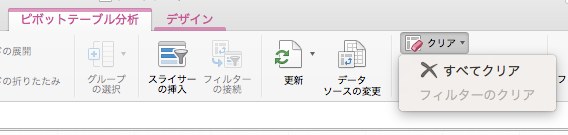 ピボットテーブル分析 デザイン
ドの展開
ドの折りたたみ
グループ
の選択
スライサー
の挿入
フィルター
の接続
更新
データ
ソースの変更
クリア
すべてクリア
フィルターのクリア
フ